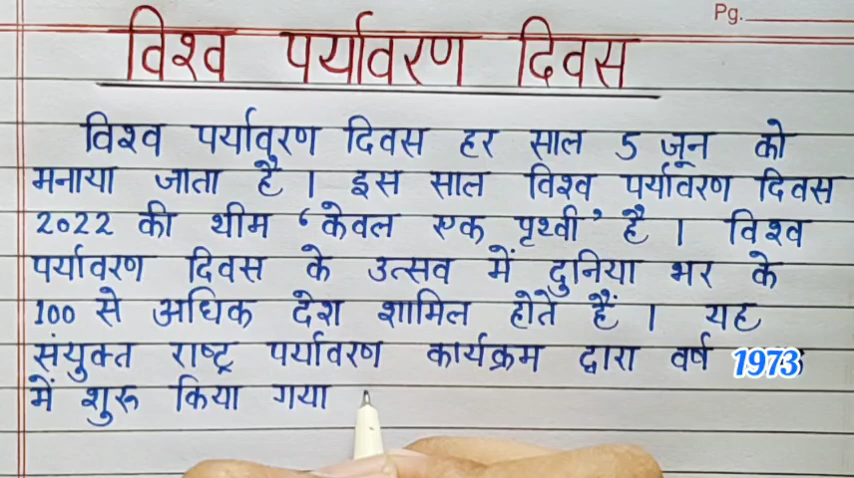 Pg.
विश्व पर्यावरण दिवस
विश्व पर्यावरण दिवस हर साल 5 जून को
मनाया जाता है । इस साल विश्व पर्यावरण दिवस
2022 की थीम ‘केवल एक पृथ्वी’ है । विश्व
पर्यावरण दिवस के उत्सव में दुनिया भर के
100 से अधिक देश शामिल होते हैं । यह
संयुक्त राष्ट्र पर्यावरण कार्यक्रम द्वारा वर्ष 1973
में शुरू किया गया